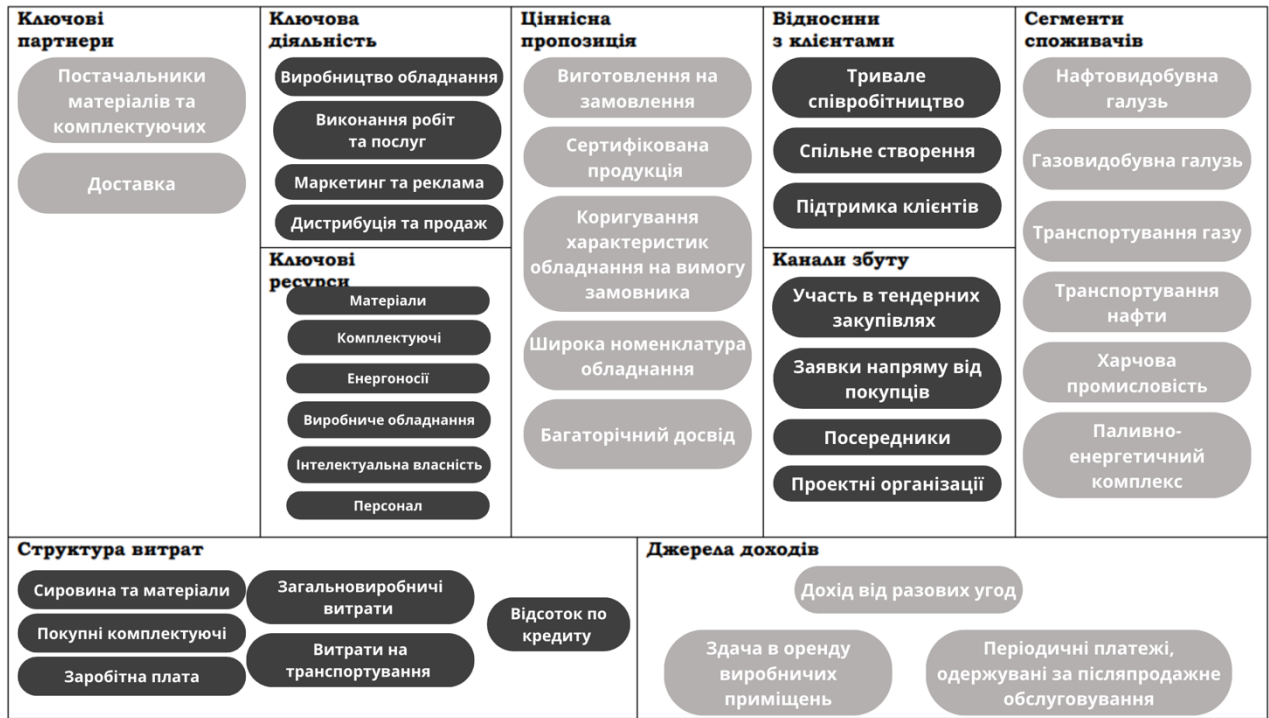 Ключові
партнери
Постачальники
матеріалів та
комплектуючих
Доставка
Ключова
діяльність
Виробництво обладнання
Виконання робіт
та послуг
Маркетинг та реклама
Дистрибуція та продаж
Ключові
ресурси
Матеріали
Комплектуючі
Енергоносії
Виробниче обладнання
Інтелектуальна власність
Персонал
Ціннісна
пропозиція
Виготовлення на
замовлення
Сертифікована
продукція
Коригування
характеристик
обладнання на вимогу
замовника
Широка номенклатура
обладнання
Багаторічний досвід
Відносини
з клієнтами
Тривале
співробітництво
Спільне створення
Підтримка клієнтів
Канали збуту
Участь в тендерних
закупівлях
Заявки напряму від
покупців
Посередники
Проектні організації
Сегменти
споживачів
Нафтовидобувна
галузь
Газовидобувна галузь
Транспортування газу
Транспортування
нафти
Харчова
промисловість
Паливно-
енергетичний
комплекс
Структура витрат
Сировина та матеріали
Покупні комплектуючі
Заробітна плата
Загальновиробничі
витрати
Витрати на
транспортування
Відсоток по
кредиту
Джерела доходів
Дохід від разових угод
Здача в оренду
виробничих
приміщень
Періодичні платежі,
одержувані за післяпродажне
обслуговування